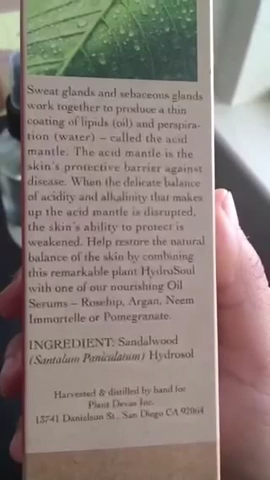 Sweat glands and sebaceous glands
work together to produce a thin
coating of lipids (oil) and perspira-
tion (water) – called the acid
mantle. The acid mantle is the
skin's protective barrier against
disease. When the delicate balance
of acidity and alkalinity that makes
up the acid mantle is disrupted,
the skin's ability to protect is
weakened. Help restore the natural
balance of the skin by combining
this remarkable plant HydroSoul
with one of our nourishing Oil
Serums – Rosehip, Argan, Neem
Immortelle or Pomegranate.
INGREDIENT: Sandalwood
(Santalum Paniculatum) Hydrosol
Harvested & distilled by hand for
Plant Devas Inc.
13741 Danielson St., San Diego CA 92064